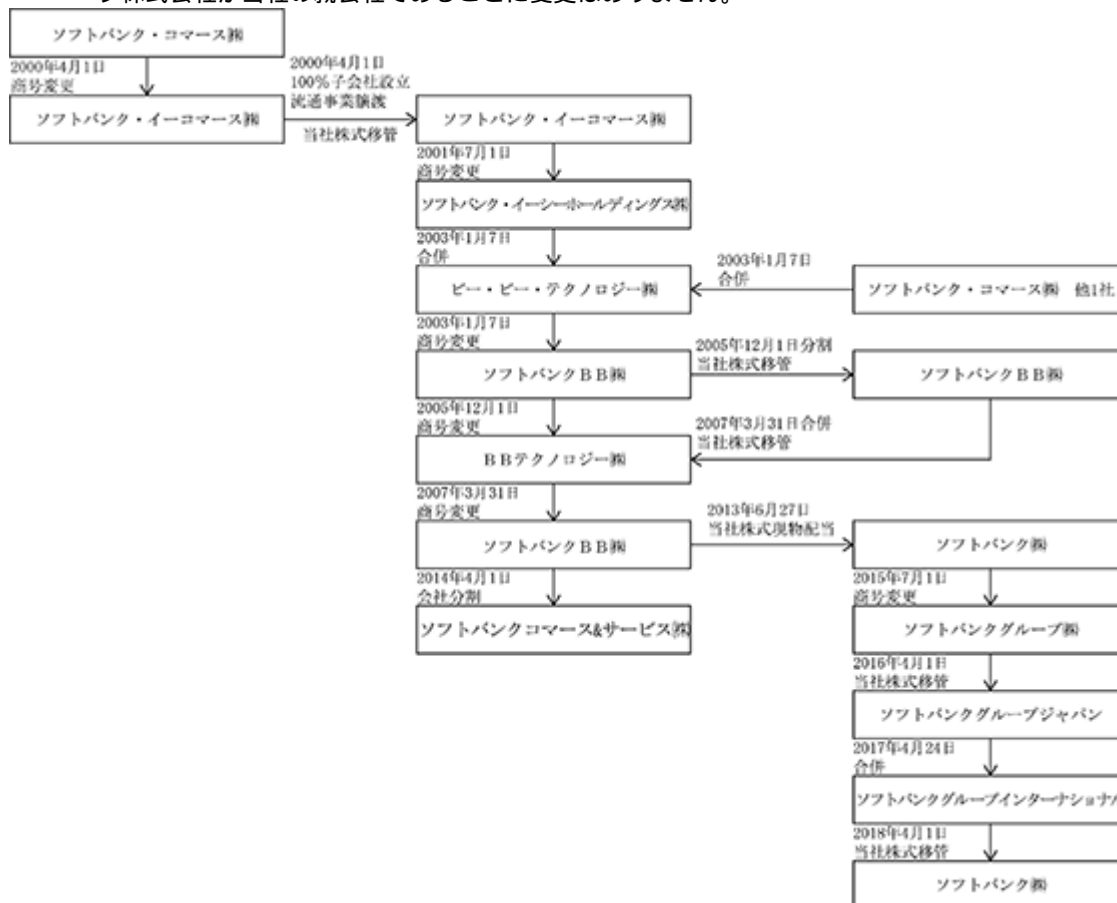 ソフトバンク・コマース㈱
2000年4月1日
商号変更
2000年4月1日
100%子会社設立
流通事業譲渡
ソフトバンク・イーコマース㈱
当社株式移管
ソフトバンク・イーコマース㈱
2001年7月1日
商号変更
ソフトバンク・イーシーホールディングス㈱
2003年1月7日
合併
2003年1月7日
合併
ビー・ビー・テクノロジー㈱
ソフトバンク・コマース㈱ 他1社
2003年1月7日
商号変更
2005年12月1日分割
当社株式移管
ソフトバンクBB㈱
ソフトバンクBB㈱
2005年12月1日
商号変更
2007年3月31日合併
当社株式移管
BBテクノロジー㈱
2007年3月31日
商号変更
2013年6月27日
当社株式現物配当
ソフトバンクBB㈱
ソフトバンク㈱
2014年4月1日
会社分割
2015年7月1日
商号変更
ソフトバンクコマース&サービス㈱
ソフトバンクグループ㈱
2016年4月1日
当社株式移管
ソフトバンクグループジャパン
2017年4月24日
合併
ソフトバンクグループインターナショナル
2018年4月1日
当社株式移管
ソフトバンク㈱